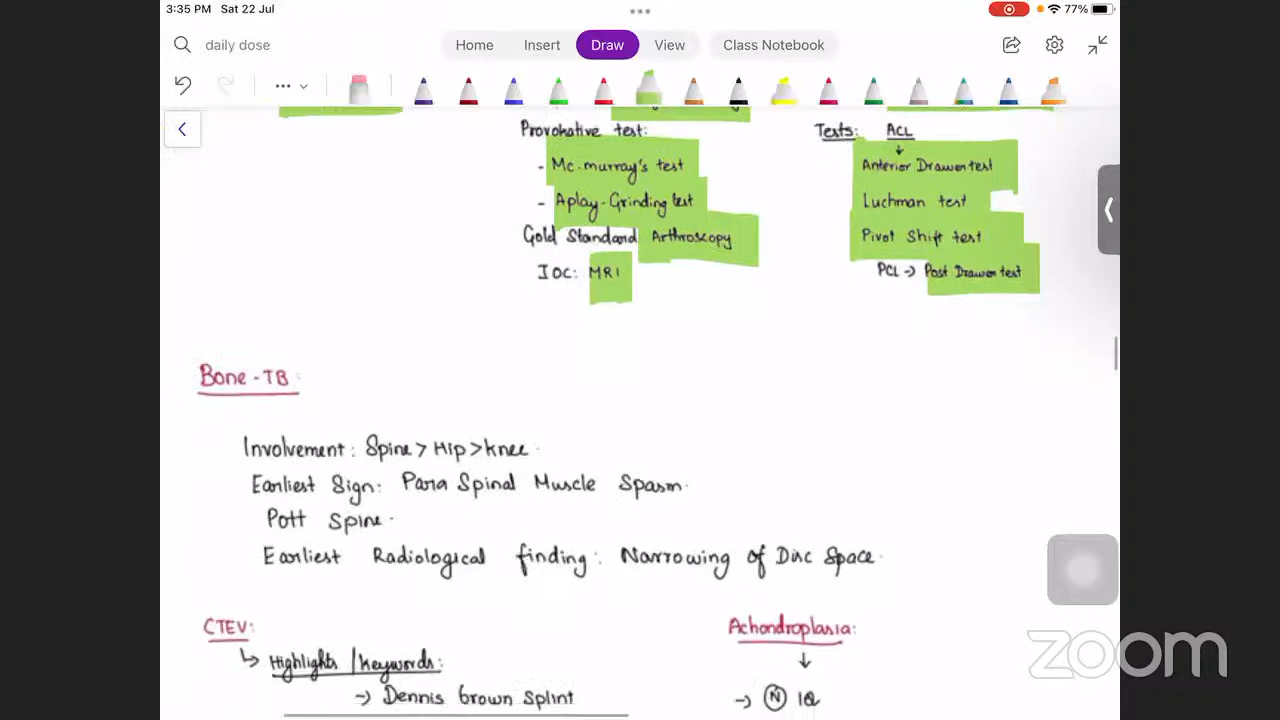 3:35 PM Sat 22 Jul
77%
daily dose
Home Insert Draw View Class Notebook
Provokative test:
- Mc.murray's test
- Aplay-Grinding test
Gold Standard Arthroscopy
IOC: MRI
Tests: ACL
↓
Anterior Drawer test
Luchman test
Pivot Shift test
PCL → Post Drawer test
Bone - TB:
Involvement: Spine > Hip > knee.
Earliest Sign: Para Spinal Muscle Spasm.
Pott Spine.
Earliest Radiological finding: Narrowing of Disc Space.
CTEV:
↳ Highlights / Keywords:
→ Dennis brown Splint
Achondroplasia:
↓
→ (N) IQ
zoom